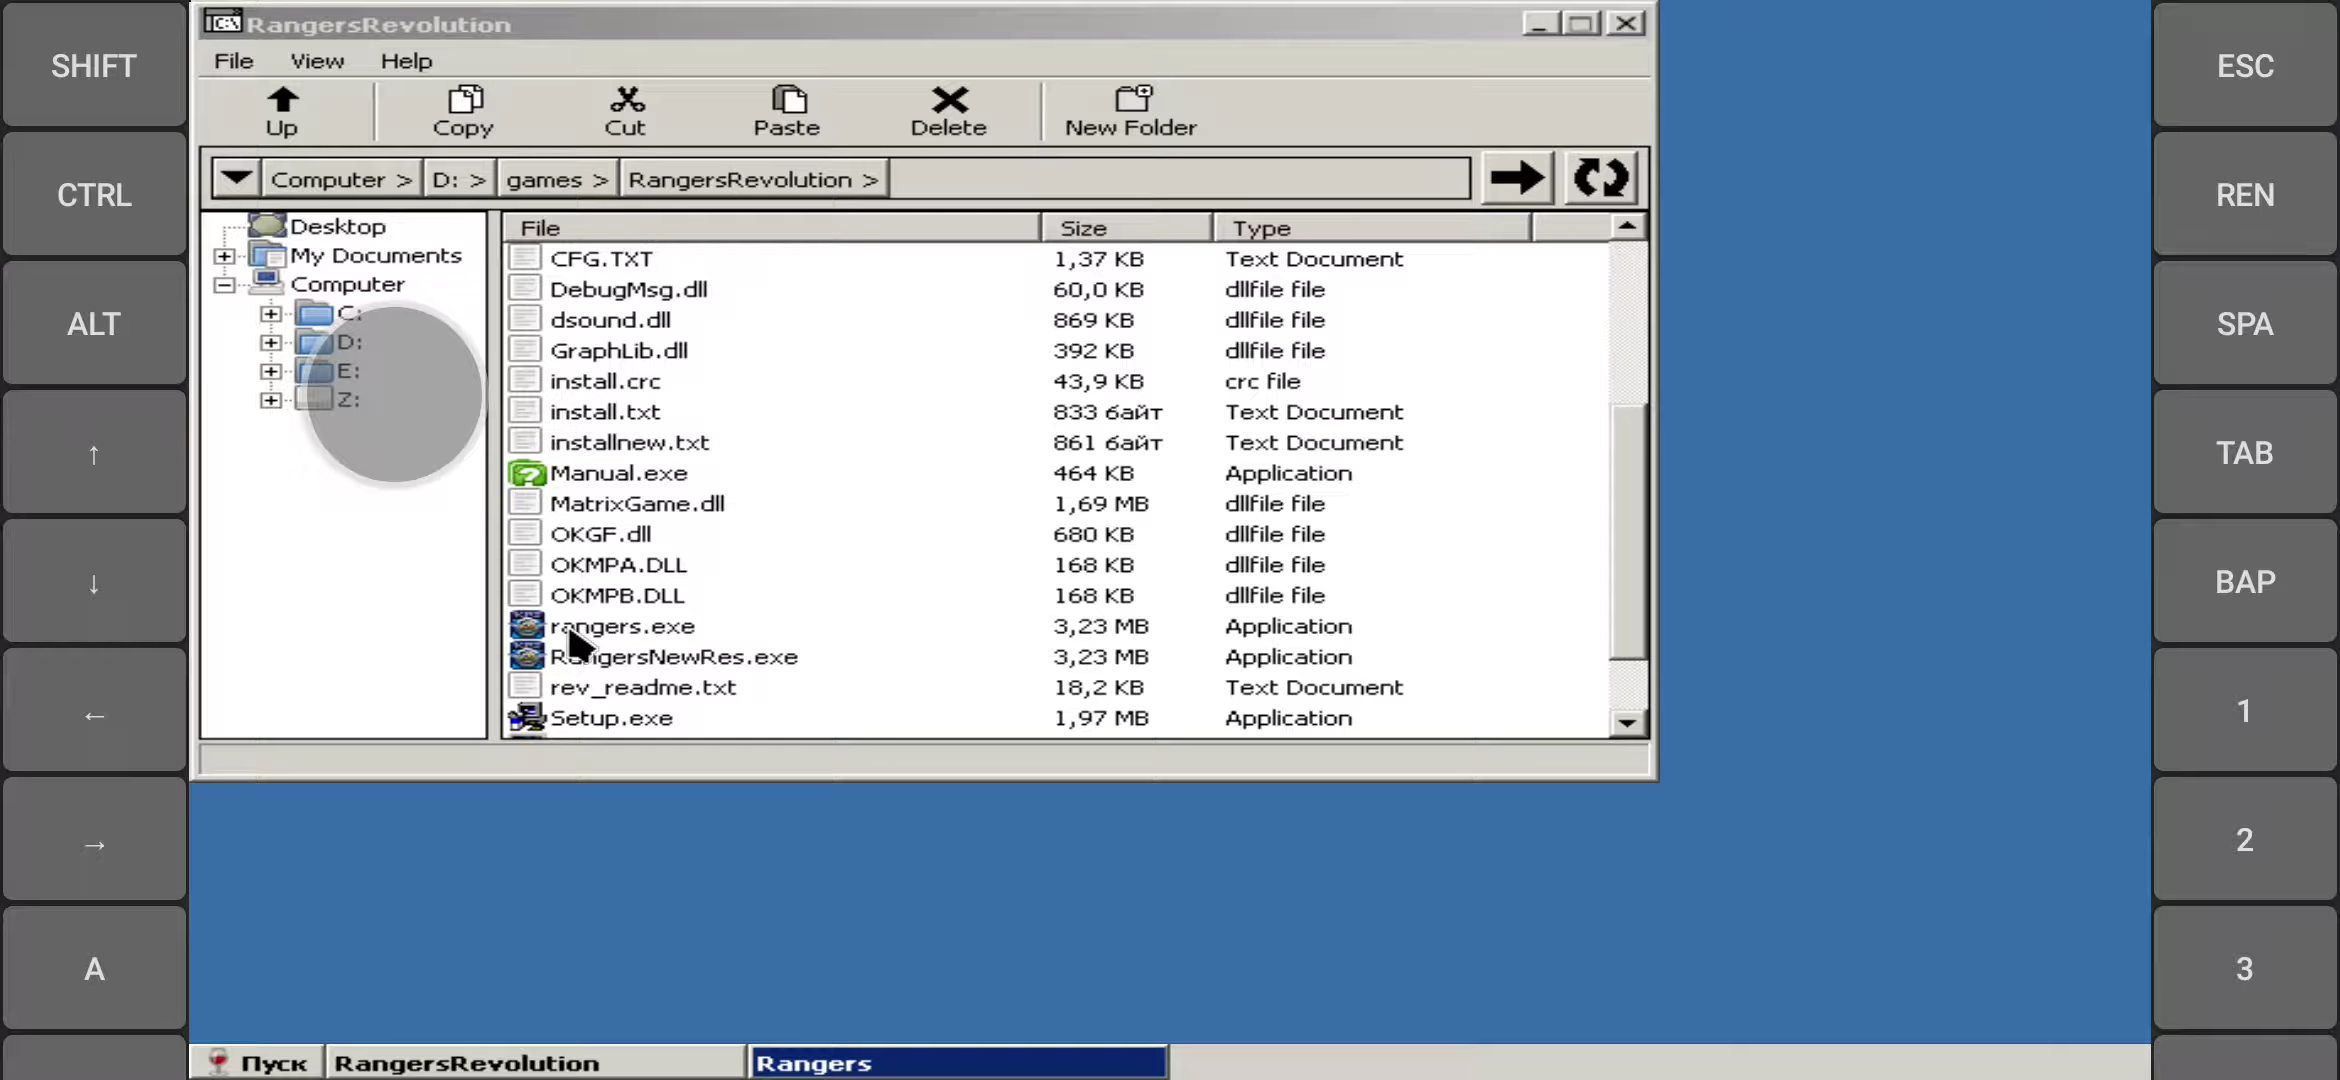 SHIFT
CTRL
ALT
↑
↓
←
→
A
RangersRevolution
File View Help
Up Copy Cut Paste Delete New Folder
Computer > D: > games > RangersRevolution >
Desktop
My Documents
Computer
C:
D:
E:
Z:
File Size Type
CFG.TXT 1,37 KB Text Document
DebugMsg.dll 60,0 KB dllfile file
dsound.dll 869 KB dllfile file
GraphLib.dll 392 KB dllfile file
install.crc 43,9 KB crc file
install.txt 833 байт Text Document
installnew.txt 861 байт Text Document
Manual.exe 464 KB Application
MatrixGame.dll 1,69 MB dllfile file
OKGF.dll 680 KB dllfile file
OKMPA.DLL 168 KB dllfile file
OKMPB.DLL 168 KB dllfile file
rangers.exe 3,23 MB Application
RangersNewRes.exe 3,23 MB Application
rev_readme.txt 18,2 KB Text Document
Setup.exe 1,97 MB Application
Пуск RangersRevolution Rangers
ESC
REN
SPA
TAB
BAP
1
2
3